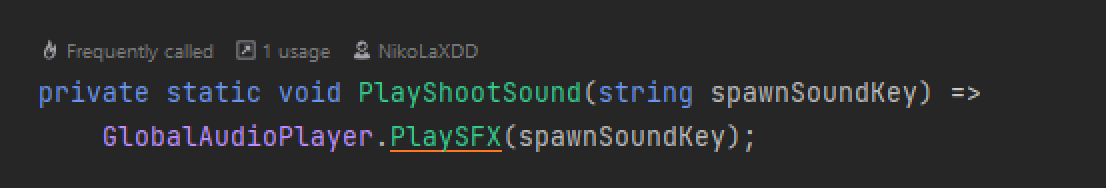 Frequently called 1 usage NikoLaXDD
private static void PlayShootSound(string spawnSoundKey) =>
GlobalAudioPlayer.PlaySFX(spawnSoundKey);